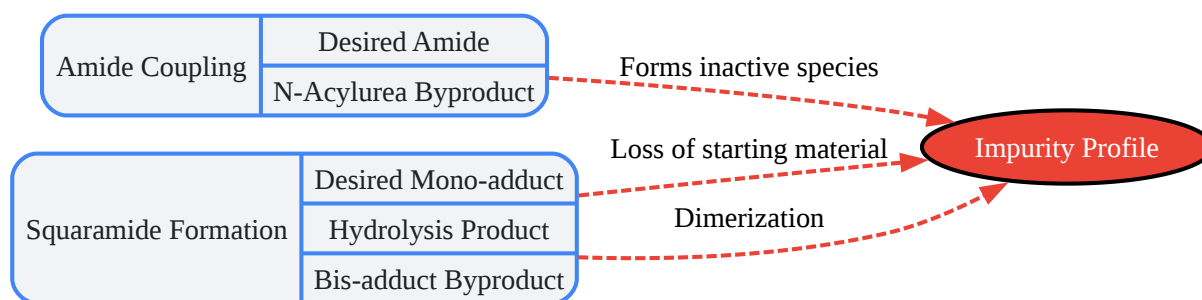 Amide Coupling
Desired Amide
N-Acylurea Byproduct
Forms inactive species
Squaramide Formation
Desired Mono-adduct
Hydrolysis Product
Bis-adduct Byproduct
Loss of starting material
Dimerization
Impurity Profile